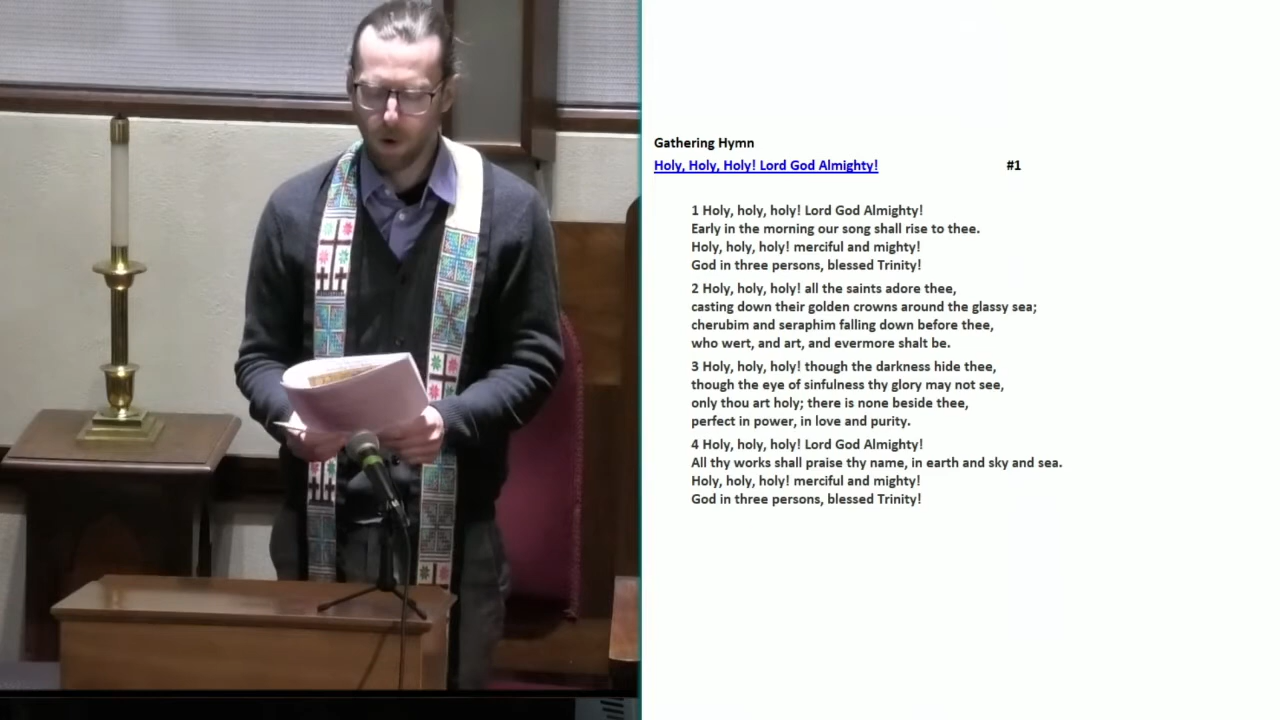 Gathering Hymn
Holy, Holy, Holy! Lord God Almighty! #1
1 Holy, holy, holy! Lord God Almighty!
Early in the morning our song shall rise to thee.
Holy, holy, holy! merciful and mighty!
God in three persons, blessed Trinity!
2 Holy, holy, holy! all the saints adore thee,
casting down their golden crowns around the glassy sea;
cherubim and seraphim falling down before thee,
who wert, and art, and evermore shalt be.
3 Holy, holy, holy! though the darkness hide thee,
though the eye of sinfulness thy glory may not see,
only thou art holy; there is none beside thee,
perfect in power, in love and purity.
4 Holy, holy, holy! Lord God Almighty!
All thy works shall praise thy name, in earth and sky and sea.
Holy, holy, holy! merciful and mighty!
God in three persons, blessed Trinity!